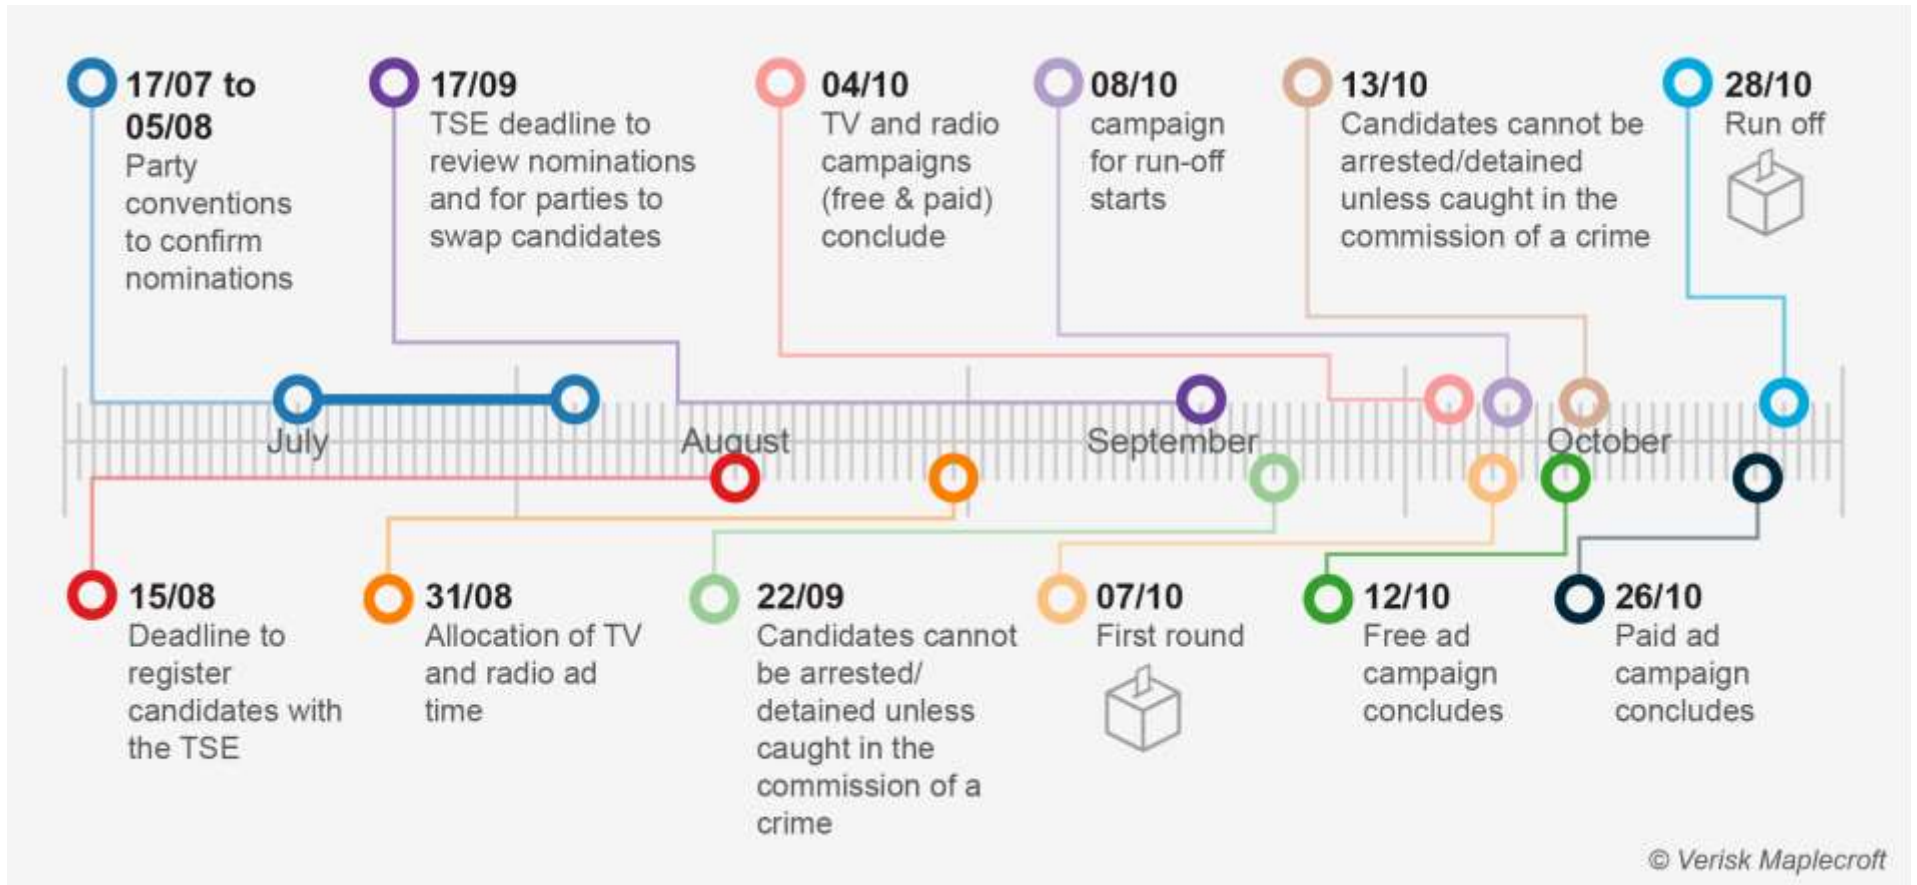 17/07 to
05/08
Party
conventions
to confirm
nominations
17/09
TSE deadline to
review nominations
and for parties to
swap candidates
04/10
TV and radio
campaigns
(free & paid)
conclude
08/10
campaign
for run-off
starts
13/10
Candidates cannot be
arrested/detained
unless caught in the
commission of a crime
28/10
Run off
July
August
September
October
15/08
Deadline to
register
candidates with
the TSE
31/08
Allocation of TV
and radio ad
time
22/09
Candidates cannot
be arrested/
detained unless
caught in the
commission of a
crime
07/10
First round
12/10
Free ad
campaign
concludes
26/10
Paid ad
campaign
concludes
© Verisk Maplecroft